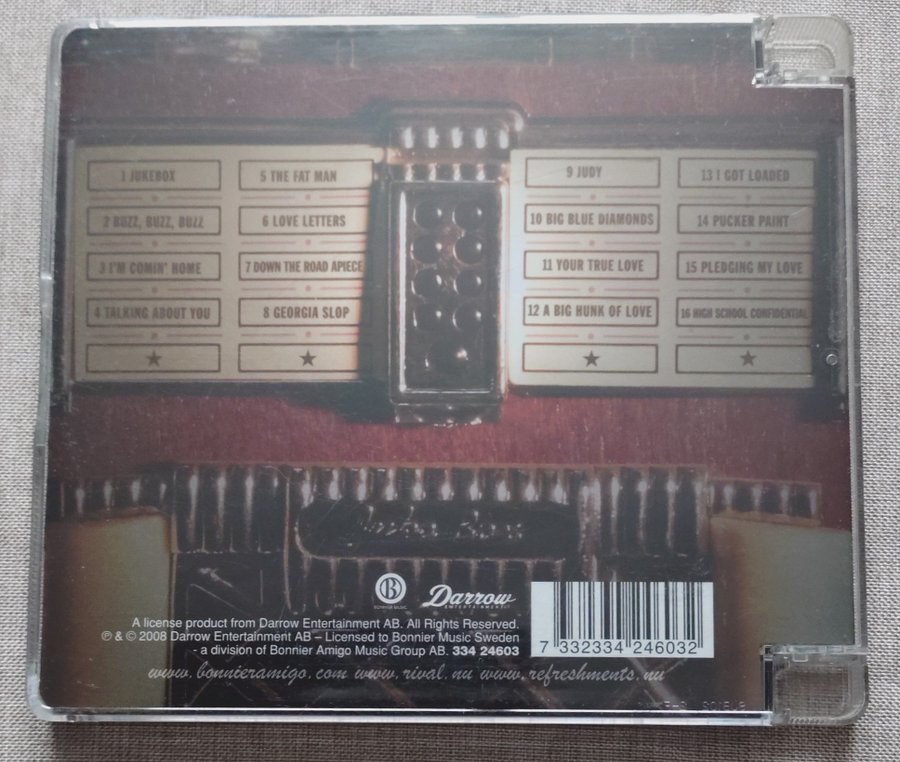 1 JUKEBOX
2 BUZZ, BUZZ, BUZZ
3 I'M COMIN' HOME
4 TALKING ABOUT YOU
5 THE FAT MAN
6 LOVE LETTERS
7 DOWN THE ROAD APIECE
8 GEORGIA SLOP
9 JUDY
10 BIG BLUE DIAMONDS
11 YOUR TRUE LOVE
12 A BIG HUNK OF LOVE
13 I GOT LOADED
14 PUCKER PAINT
15 PLEDGING MY LOVE
16 HIGH SCHOOL CONFIDENTIAL
B
BONNIER MUSIC
Darrow
ENTERTAINMENT
A license product from Darrow Entertainment AB. All Rights Reserved.
℗ & © 2008 Darrow Entertainment AB – Licensed to Bonnier Music Sweden
- a division of Bonnier Amigo Music Group AB. 334 24603
7 332334 246032
www.bonnieramigo.com www.rival.nu www.refreshments.nu